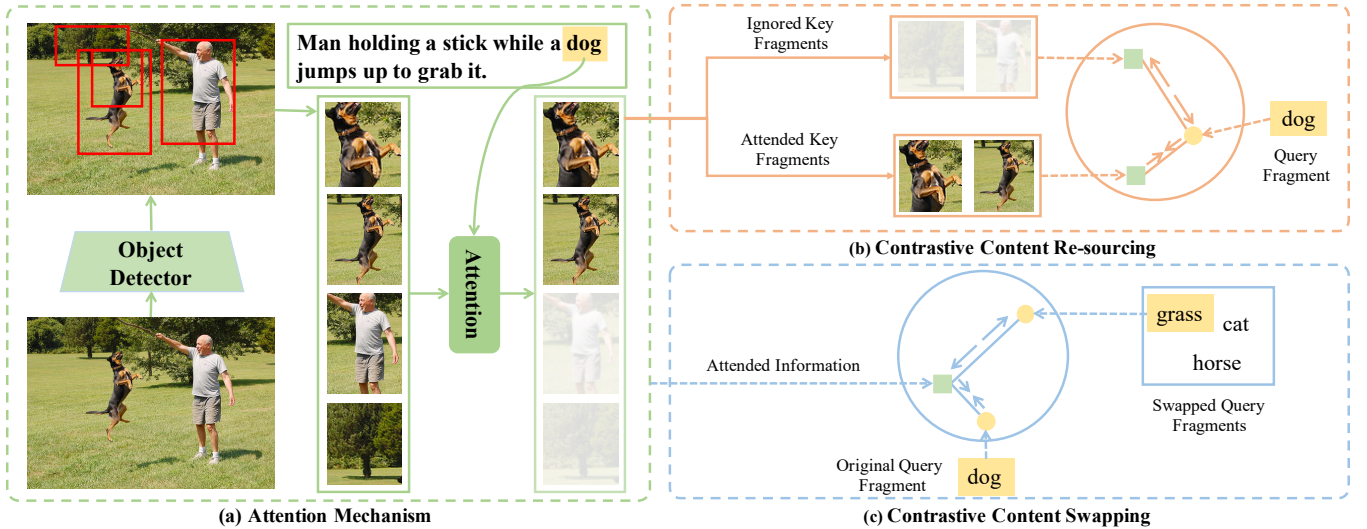 Man holding a stick while a dog
jumps up to grab it.
Object
Detector
Attention
(a) Attention Mechanism
Ignored Key
Fragments
Attended Key
Fragments
dog
Query
Fragment
(b) Contrastive Content Re-sourcing
Attended Information
grass
cat
horse
Swapped Query
Fragments
Original Query
Fragment
dog
(c) Contrastive Content Swapping